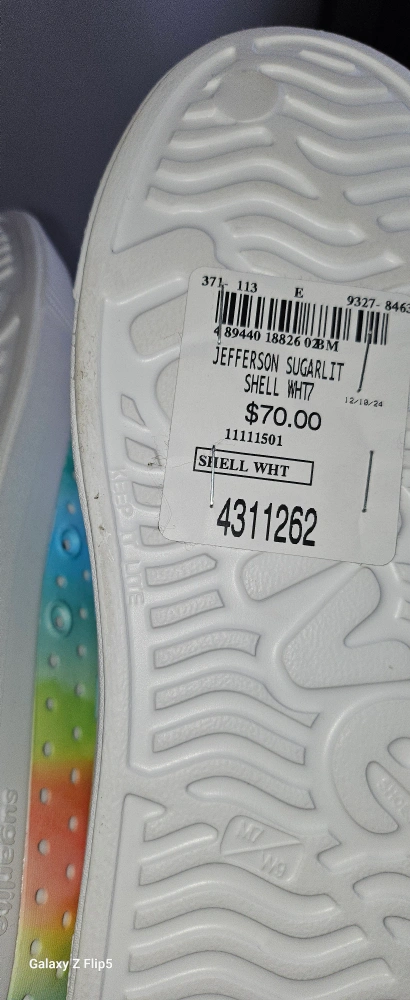 371- 113 E 9327- 8463
4 89440 18826 02BM
JEFFERSON SUGARLIT
SHELL WHT7
12/18/24
$70.00
11111501
SHELL WHT
4311262
KEEP IT LITE
M7
W9
sugarlite
Galaxy Z Flip5